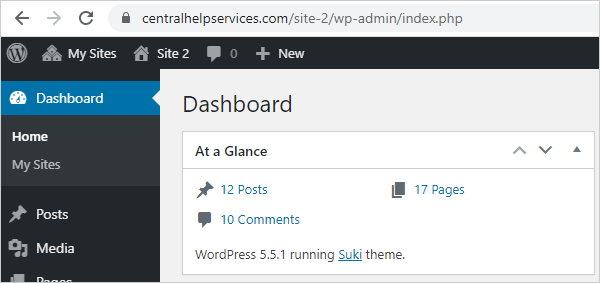 centralhelpservices.com/site-2/wp-admin/index.php
My Sites Site 2 0 New
Dashboard
Home
My Sites
Posts
Media
Pages
Dashboard
At a Glance
12 Posts 17 Pages
10 Comments
WordPress 5.5.1 running Suki theme.